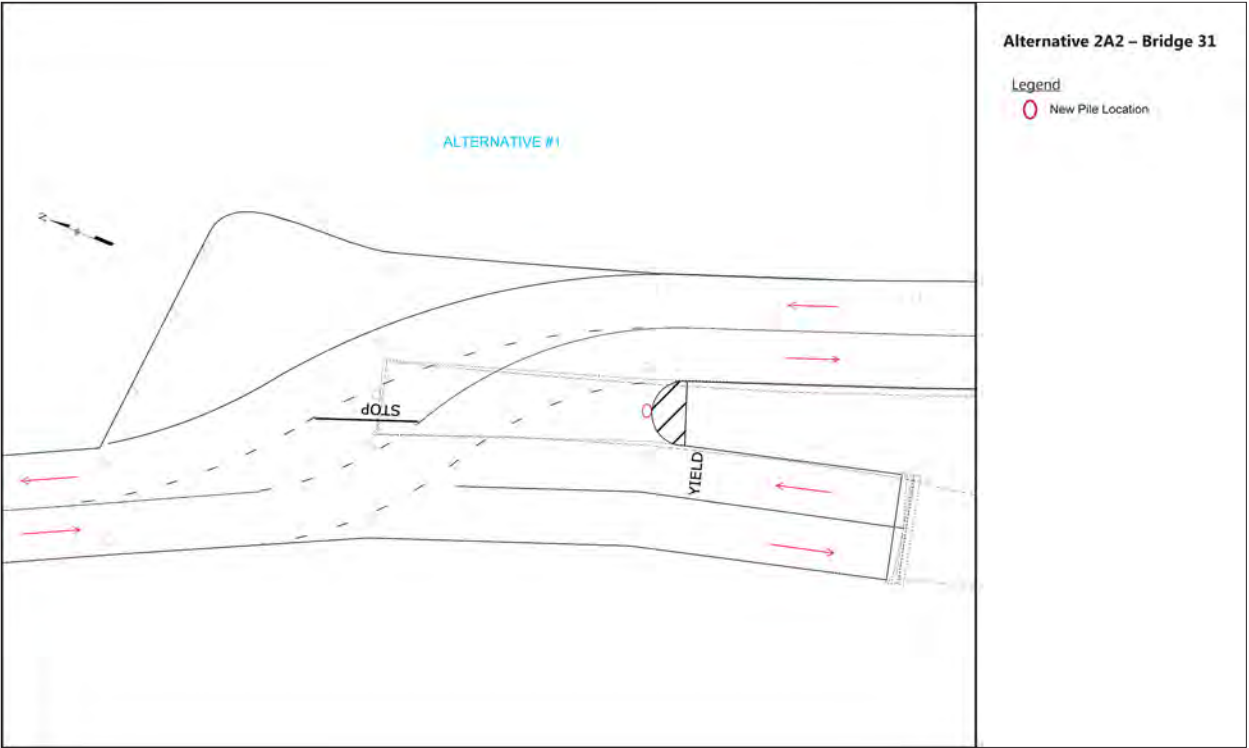 Alternative 2A2 – Bridge 31
Legend
New Pile Location
ALTERNATIVE #1
N
STOP
YIELD